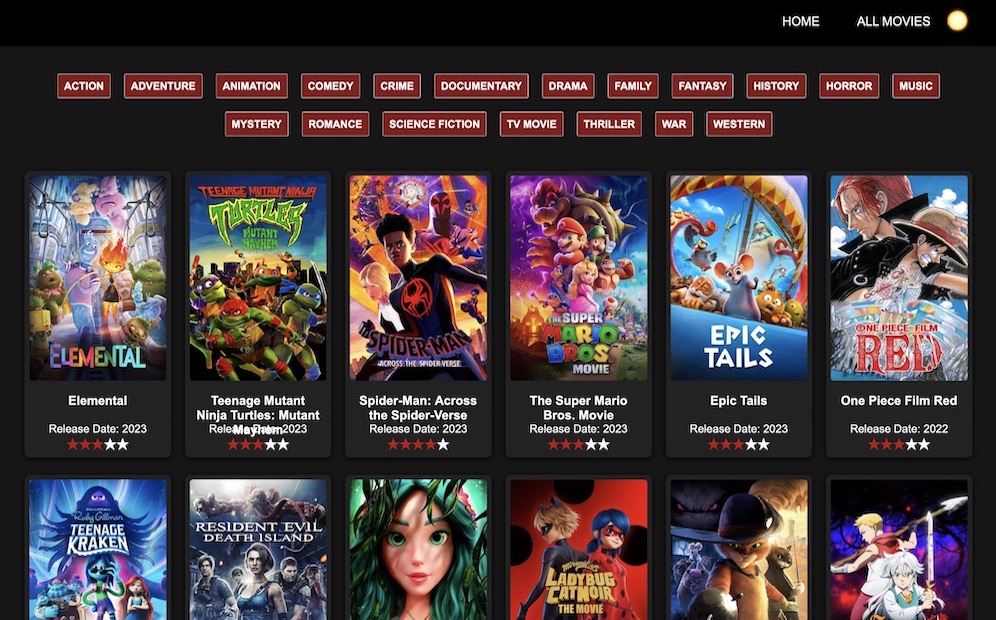 HOME ALL MOVIES
ACTION ADVENTURE ANIMATION COMEDY CRIME DOCUMENTARY DRAMA FAMILY FANTASY HISTORY HORROR MUSIC
MYSTERY ROMANCE SCIENCE FICTION TV MOVIE THRILLER WAR WESTERN
ELEMENTAL
TEENAGE MUTANT NINJA
TURTLES
MUTANT
MAYHEM
SPIDER-MAN
ACROSS THE SPIDER-VERSE
THE SUPER
MARIO
BROS.
MOVIE
EPIC
TAILS
ONE PIECE FILM
RED
Elemental
Release Date: 2023
Teenage Mutant
Ninja Turtles: Mutant
Mayhem
Release Date: 2023
Spider-Man: Across
the Spider-Verse
Release Date: 2023
The Super Mario
Bros. Movie
Release Date: 2023
Epic Tails
Release Date: 2023
One Piece Film Red
Release Date: 2022
DREAMWORKS
Ruby Gillman
TEENAGE
KRAKEN
RESIDENT EVIL
DEATH ISLAND
Miraculous
LADYBUG
CATNOIR
THE MOVIE